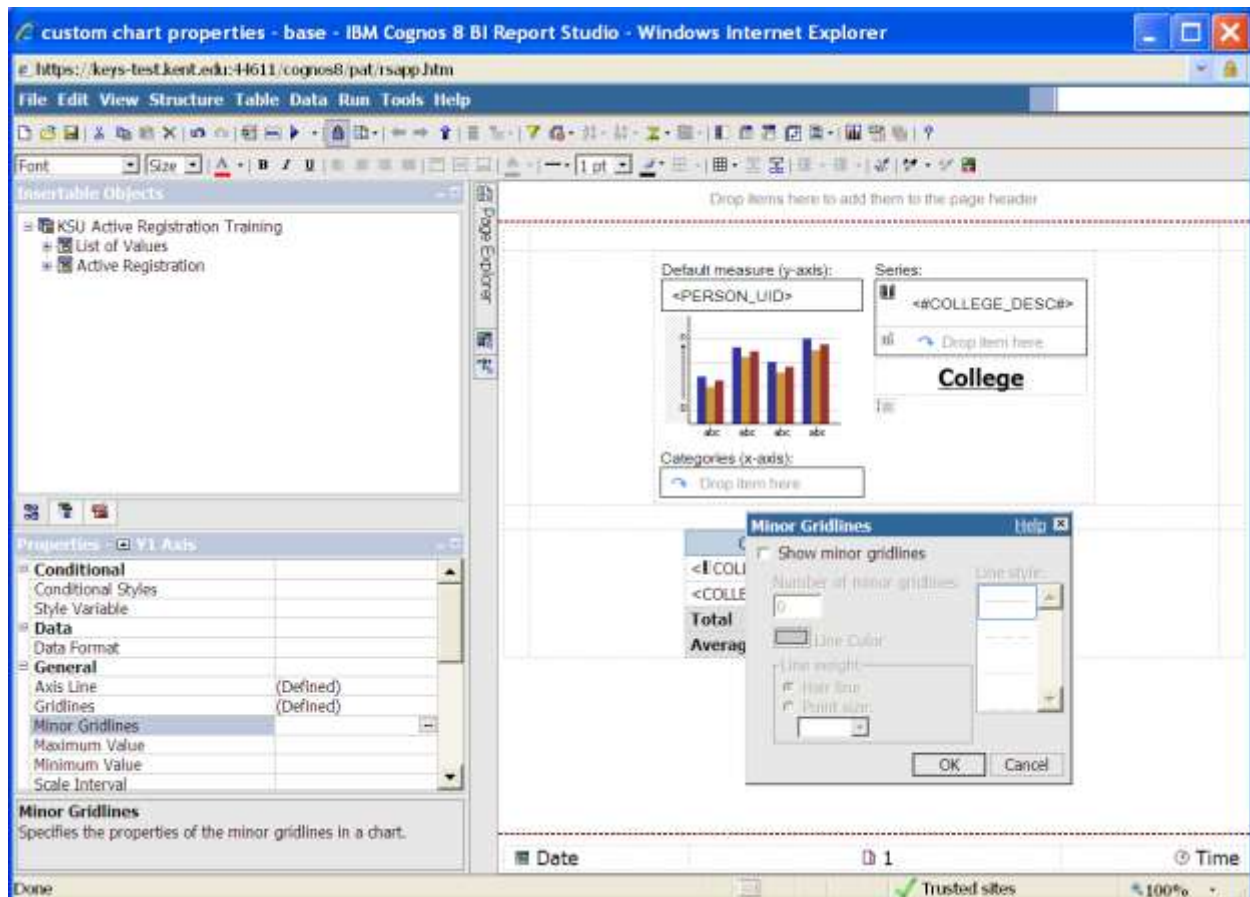 custom chart properties - base - IBM Cognos 8 BI Report Studio - Windows Internet Explorer
https://keys-test.kent.edu:44611/cognos8/pat/rsapp.htm
File Edit View Structure Table Data Run Tools Help
Font Size 1 pt
Insertable Objects
KSU Active Registration Training
List of Values
Active Registration
Page Explorer
Drop items here to add them to the page header
Default measure (y-axis):
<PERSON_UID>
Series:
<#COLLEGE_DESC#>
Drop item here
College
abc abc abc abc
Categories (x-axis):
Drop item here
<COLLE
Total
Averag
Minor Gridlines Help
Show minor gridlines
Number of minor gridlines:
0
Line style:
Line Color
Line weight
Hair line
Point size:
OK Cancel
Properties - Y1 Axis
Conditional
Conditional Styles
Style Variable
Data
Data Format
General
Axis Line (Defined)
Gridlines (Defined)
Minor Gridlines
Maximum Value
Minimum Value
Scale Interval
Minor Gridlines
Specifies the properties of the minor gridlines in a chart.
Date 1 Time
Done Trusted sites 100%